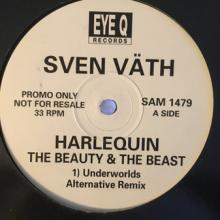 EYE Q
RECORDS
SVEN VÄTH
PROMO ONLY
NOT FOR RESALE
33 RPM
SAM 1479
A SIDE
HARLEQUIN
THE BEAUTY & THE BEAST
1) Underworlds
Alternative Remix